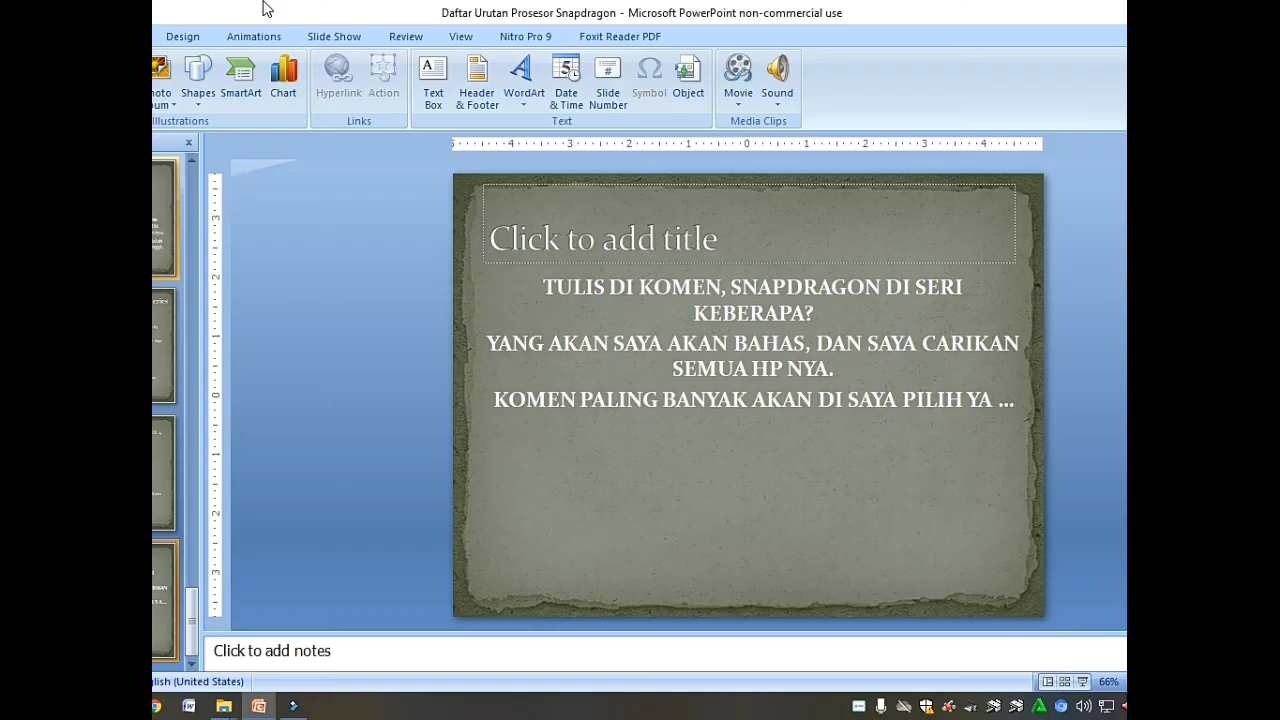 Daftar Urutan Prosesor Snapdragon - Microsoft PowerPoint non-commercial use
Design Animations Slide Show Review View Nitro Pro 9 Foxit Reader PDF
Shapes SmartArt Chart Hyperlink Action Text Box Header & Footer WordArt Date & Time Slide Number Symbol Object Movie Sound
Links Text Media Clips
Click to add title
TULIS DI KOMEN, SNAPDRAGON DI SERI
KEBERAPA?
YANG AKAN SAYA AKAN BAHAS, DAN SAYA CARIKAN
SEMUA HP NYA.
KOMEN PALING BANYAK AKAN DI SAYA PILIH YA ...
Click to add notes
(United States)
66%